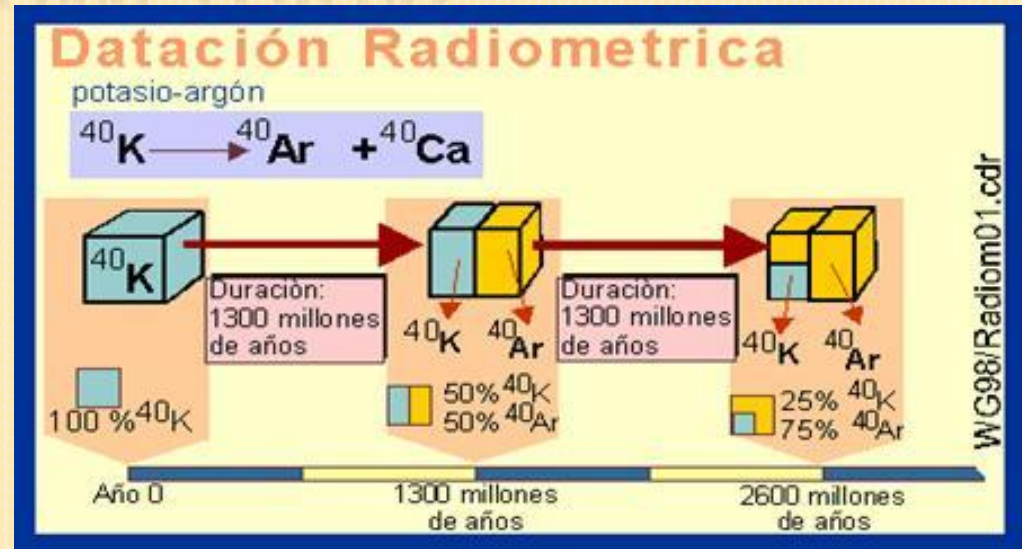 Datación Radiometrica
potasio-argón
40K → 40Ar + 40Ca
40K
Duraciòn:
1300 millones
de años
40K 40Ar
Duraciòn:
1300 millones
de años
40K 40Ar
100 % 40K
50% 40K
50% 40Ar
25% 40K
75% 40Ar
Año 0
1300 millones
de años
2600 millones
de años
WG98/Radiom01.cdr